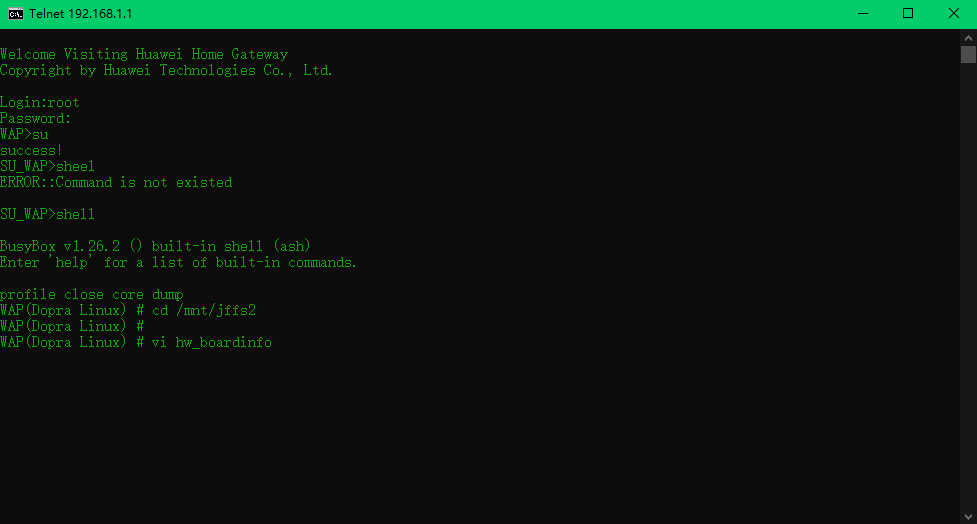 Telnet 192.168.1.1
Welcome Visiting Huawei Home Gateway
Copyright by Huawei Technologies Co., Ltd.
Login:root
Password:
WAP>su
success!
SU_WAP>sheel
ERROR::Command is not existed
SU_WAP>shell
BusyBox v1.26.2 () built-in shell (ash)
Enter 'help' for a list of built-in commands.
profile close core dump
WAP(Dopra Linux) # cd /mnt/jffs2
WAP(Dopra Linux) #
WAP(Dopra Linux) # vi hw_boardinfo